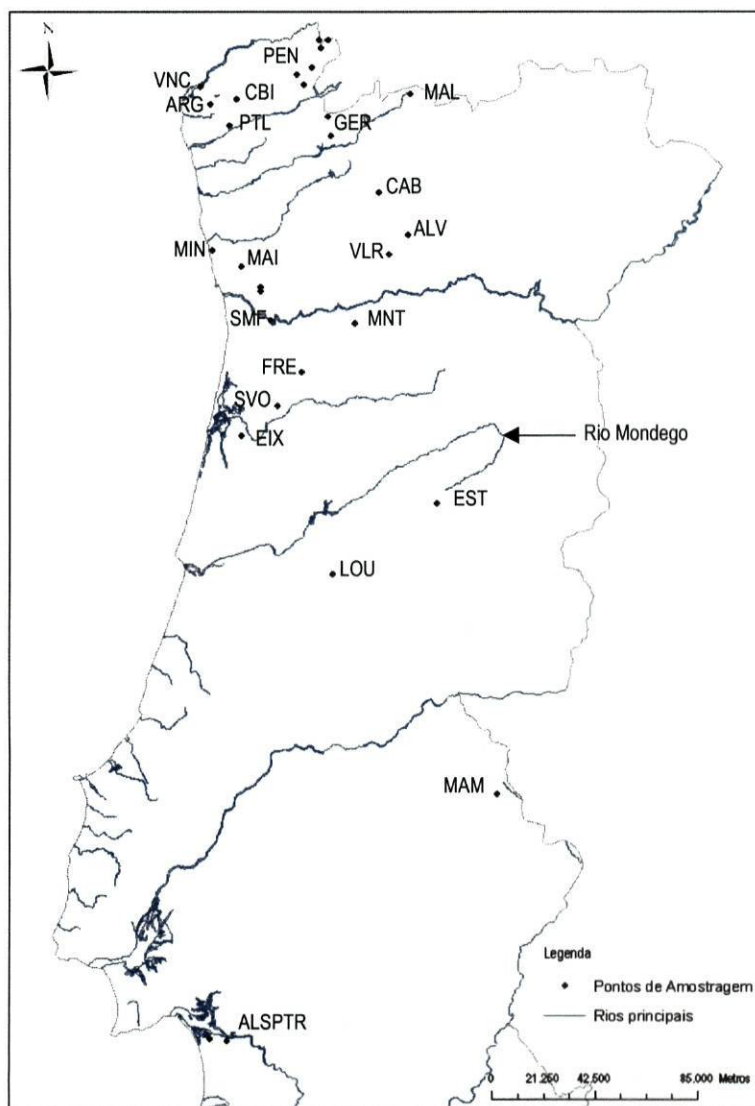 N
PEN
VNC
CBI
MAL
ARG
PTL
GER
CAB
ALV
MIN
VLR
MAI
SMF
MNT
FRE
SVO
EIX
Rio Mondego
EST
LOU
MAM
Legenda
Pontos de Amostragem
Rios principais
ALSPTR
0 21.250 42.500 85.000 Metros